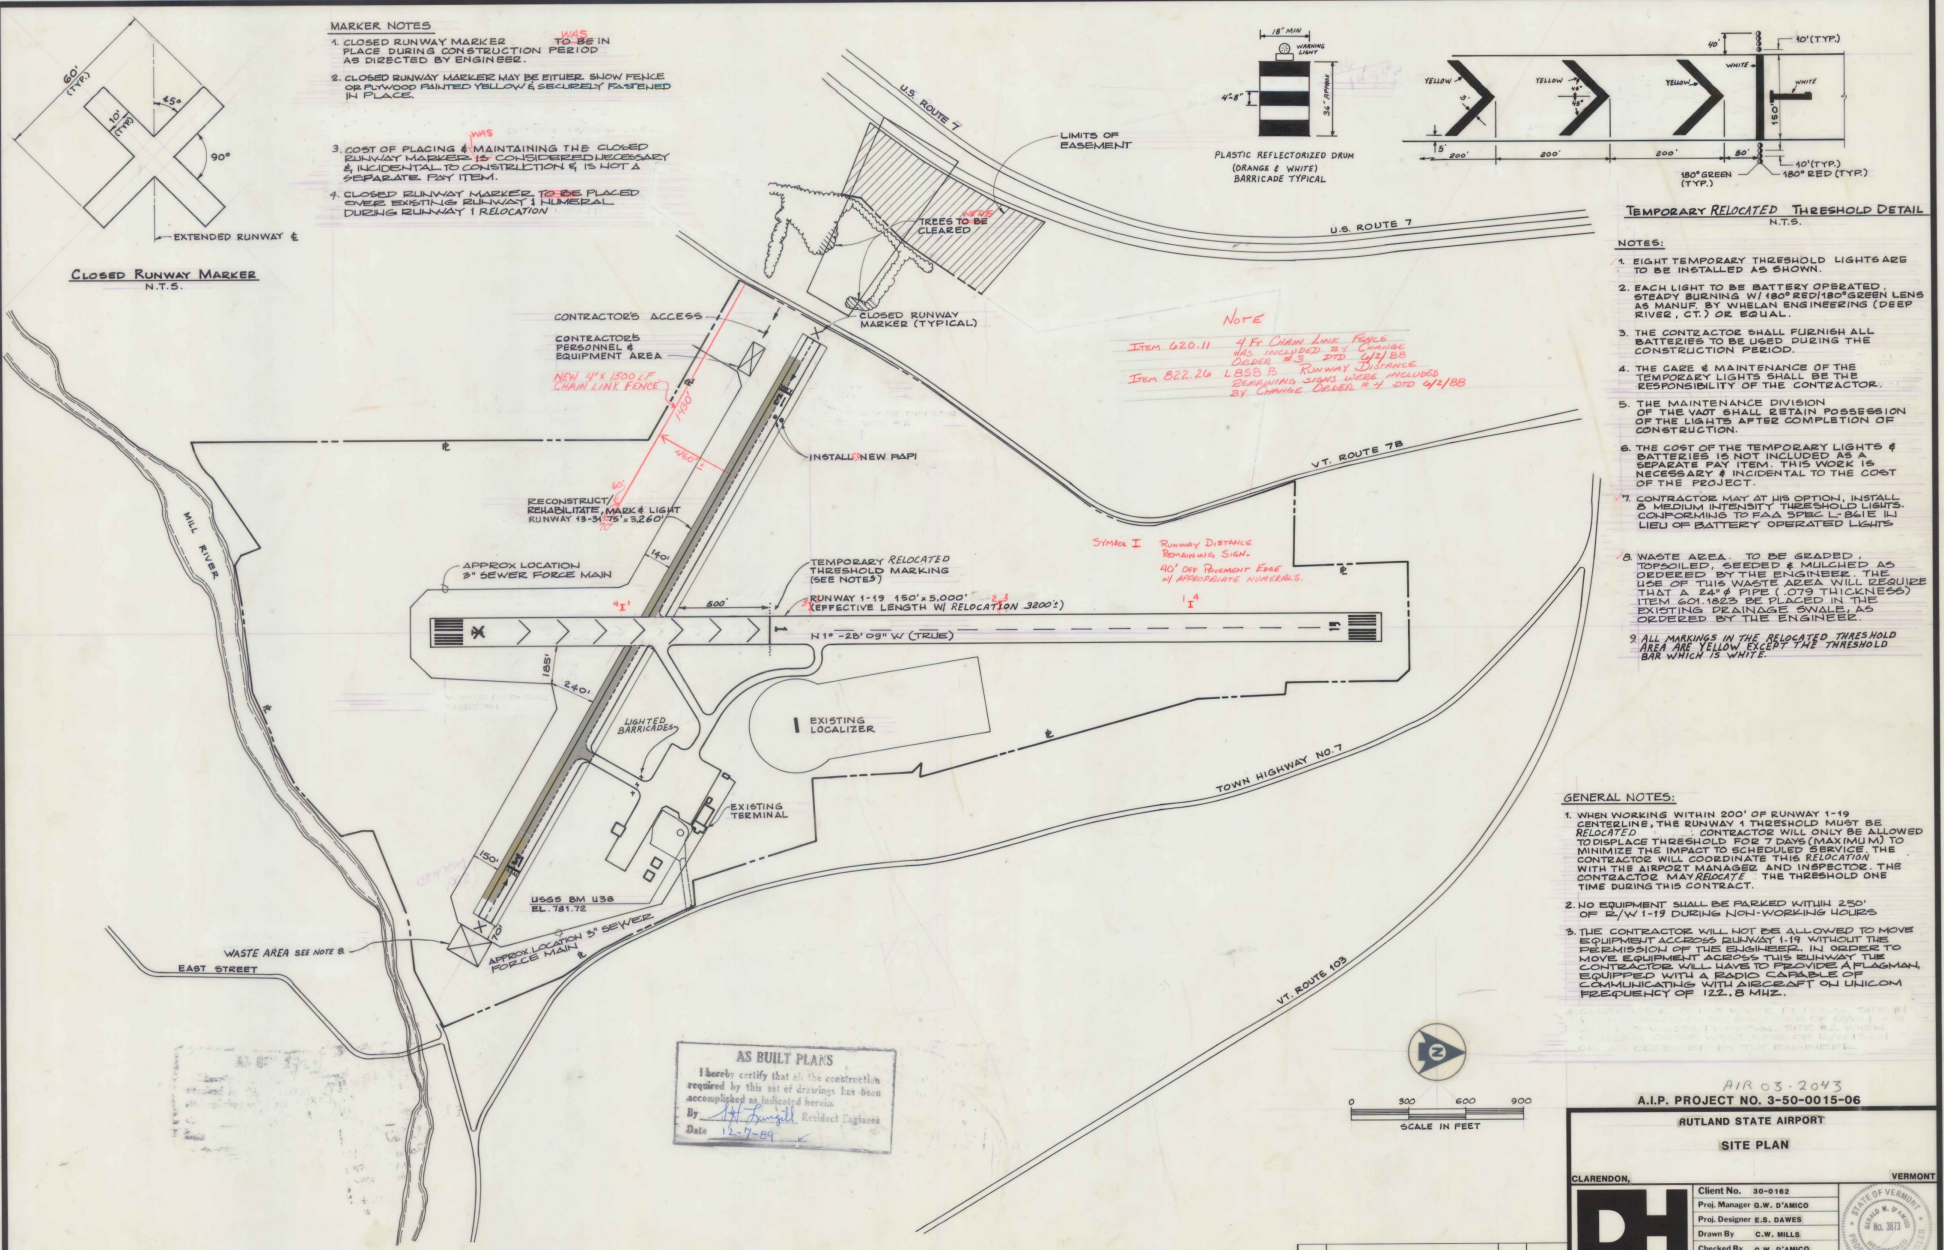 MARKER NOTES
1. CLOSED RUNWAY MARKER TO BE IN
WAS
PLACE DURING CONSTRUCTION PERIOD
AS DIRECTED BY ENGINEER.
2. CLOSED RUNWAY MARKER MAY BE EITHER SNOW FENCE
OR PLYWOOD PAINTED YELLOW & SECURELY FASTENED
IN PLACE.
WAS
3. COST OF PLACING & MAINTAINING THE CLOSED
RUNWAY MARKER IS CONSIDERED NECESSARY
& INCIDENTAL TO CONSTRUCTION & IS NOT A
SEPARATE PAY ITEM.
4. CLOSED RUNWAY MARKER TO BE PLACED
OVER EXISTING RUNWAY 1 NUMERAL
DURING RUNWAY 1 RELOCATION
60'
(TYP.)
10'
(TYP.)
45°
90°
EXTENDED RUNWAY ℄
CLOSED RUNWAY MARKER
N.T.S.
18" MIN
WARNING
LIGHT
4"-8"
36" APPROX
PLASTIC REFLECTORIZED DRUM
(ORANGE & WHITE)
BARRICADE TYPICAL
YELLOW
3'
YELLOW
45°
45°
YELLOW
WHITE
WHITE
40'
10' (TYP.)
150'
5'
200'
200'
200'
50'
10' (TYP.)
180° RED (TYP.)
180° GREEN
(TYP.)
TEMPORARY RELOCATED THRESHOLD DETAIL
N.T.S.
NOTES:
1. EIGHT TEMPORARY THRESHOLD LIGHTS ARE
TO BE INSTALLED AS SHOWN.
2. EACH LIGHT TO BE BATTERY OPERATED,
STEADY BURNING W/ 180° RED/180° GREEN LENS
AS MANUF. BY WHELAN ENGINEERING (DEEP
RIVER, CT.) OR EQUAL.
3. THE CONTRACTOR SHALL FURNISH ALL
BATTERIES TO BE USED DURING THE
CONSTRUCTION PERIOD.
4. THE CARE & MAINTENANCE OF THE
TEMPORARY LIGHTS SHALL BE THE
RESPONSIBILITY OF THE CONTRACTOR.
5. THE MAINTENANCE DIVISION
OF THE VAOT SHALL RETAIN POSSESSION
OF THE LIGHTS AFTER COMPLETION OF
CONSTRUCTION.
6. THE COST OF THE TEMPORARY LIGHTS &
BATTERIES IS NOT INCLUDED AS A
SEPARATE PAY ITEM. THIS WORK IS
NECESSARY & INCIDENTAL TO THE COST
OF THE PROJECT.
7. CONTRACTOR MAY AT HIS OPTION, INSTALL
8 MEDIUM INTENSITY THRESHOLD LIGHTS.
CONFORMING TO FAA SPEC L-861E IN
LIEU OF BATTERY OPERATED LIGHTS
8. WASTE AREA TO BE GRADED,
TOPSOILED, SEEDED & MULCHED AS
ORDERED BY THE ENGINEER. THE
USE OF THIS WASTE AREA WILL REQUIRE
THAT A 24" ϕ PIPE (.079 THICKNESS)
ITEM 601.1823 BE PLACED IN THE
EXISTING DRAINAGE SWALE, AS
ORDERED BY THE ENGINEER.
9. ALL MARKINGS IN THE RELOCATED THRESHOLD
AREA ARE YELLOW EXCEPT THE THRESHOLD
BAR WHICH IS WHITE.
U.S. ROUTE 7
LIMITS OF
EASEMENT
WERE
TREES TO BE
CLEARED
U.S. ROUTE 7
CONTRACTOR'S ACCESS
CLOSED RUNWAY
MARKER (TYPICAL)
CONTRACTOR'S
PERSONNEL &
EQUIPMENT AREA
NEW 4' X 1500 LF
CHAIN LINK FENCE
1430'
460'±
NOTE
ITEM 620.11 4 FT. CHAIN LINK FENCE
WAS INCLUDED BY CHANGE
ORDER #3 DTD 6/2/88
ITEM 822.26 L 858 B RUNWAY DISTANCE
REMAINING SIGNS WERE INCLUDED
BY CHANGE ORDER #4 DTD 6/2/88
INSTALL NEW PAPI
VT. ROUTE 7B
RECONSTRUCT/
REHABILITATE, MARK & LIGHT
RUNWAY 13-31 75' x 3,260'
MILL RIVER
140'
APPROX LOCATION
3" SEWER FORCE MAIN
TEMPORARY RELOCATED
THRESHOLD MARKING
(SEE NOTES)
SYMBOL I RUNWAY DISTANCE
REMAINING SIGN.
40' OFF PAVEMENT EDGE
W/ APPROPRIATE NUMERALS.
RUNWAY 1-19 150' x 5,000'
(EFFECTIVE LENGTH W/ RELOCATION 3200'±)
600'
N 1° -28' 09" W (TRUE)
185'
240'
LIGHTED
BARRICADES
EXISTING
LOCALIZER
EXISTING
TERMINAL
TOWN HIGHWAY NO. 7
150'
USGS BM U38
EL. 781.72
70'
APPROX. LOCATION 3" SEWER
FORCE MAIN
WASTE AREA SEE NOTE 8
EAST STREET
VT. ROUTE 103
GENERAL NOTES:
1. WHEN WORKING WITHIN 200' OF RUNWAY 1-19
CENTERLINE, THE RUNWAY 1 THRESHOLD MUST BE
RELOCATED CONTRACTOR WILL ONLY BE ALLOWED
TO DISPLACE THRESHOLD FOR 7 DAYS (MAXIMUM) TO
MINIMIZE THE IMPACT TO SCHEDULED SERVICE. THE
CONTRACTOR WILL COORDINATE THIS RELOCATION
WITH THE AIRPORT MANAGER AND INSPECTOR. THE
CONTRACTOR MAY RELOCATE THE THRESHOLD ONE
TIME DURING THIS CONTRACT.
2. NO EQUIPMENT SHALL BE PARKED WITHIN 250'
OF R/W 1-19 DURING NON-WORKING HOURS
3. THE CONTRACTOR WILL NOT BE ALLOWED TO MOVE
EQUIPMENT ACCROSS RUNWAY 1-19 WITHOUT THE
PERMISSION OF THE ENGINEER. IN ORDER TO
MOVE EQUIPMENT ACROSS THIS RUNWAY THE
CONTRACTOR WILL HAVE TO PROVIDE A FLAGMAN,
EQUIPPED WITH A RADIO CAPABLE OF
COMMUNICATING WITH AIRCRAFT ON UNICOM
FREQUENCY OF 122.8 MHZ.
AS BUILT PLANS
I hereby certify that all the construction
required by this set of drawings has been
accomplished as indicated herein.
By Resident Engineer
Date 12-7-89
N
0 300 600 900
SCALE IN FEET
AIR 03-2043
A.I.P. PROJECT NO. 3-50-0015-06
RUTLAND STATE AIRPORT
SITE PLAN
CLARENDON, VERMONT
DH
Client No. 30-0162
Proj. Manager G.W. D'AMICO
Proj. Designer E.S. DAWES
Drawn By C.W. MILLS
Checked By G.W. D'AMICO
STATE OF VERMONT
No. 3873